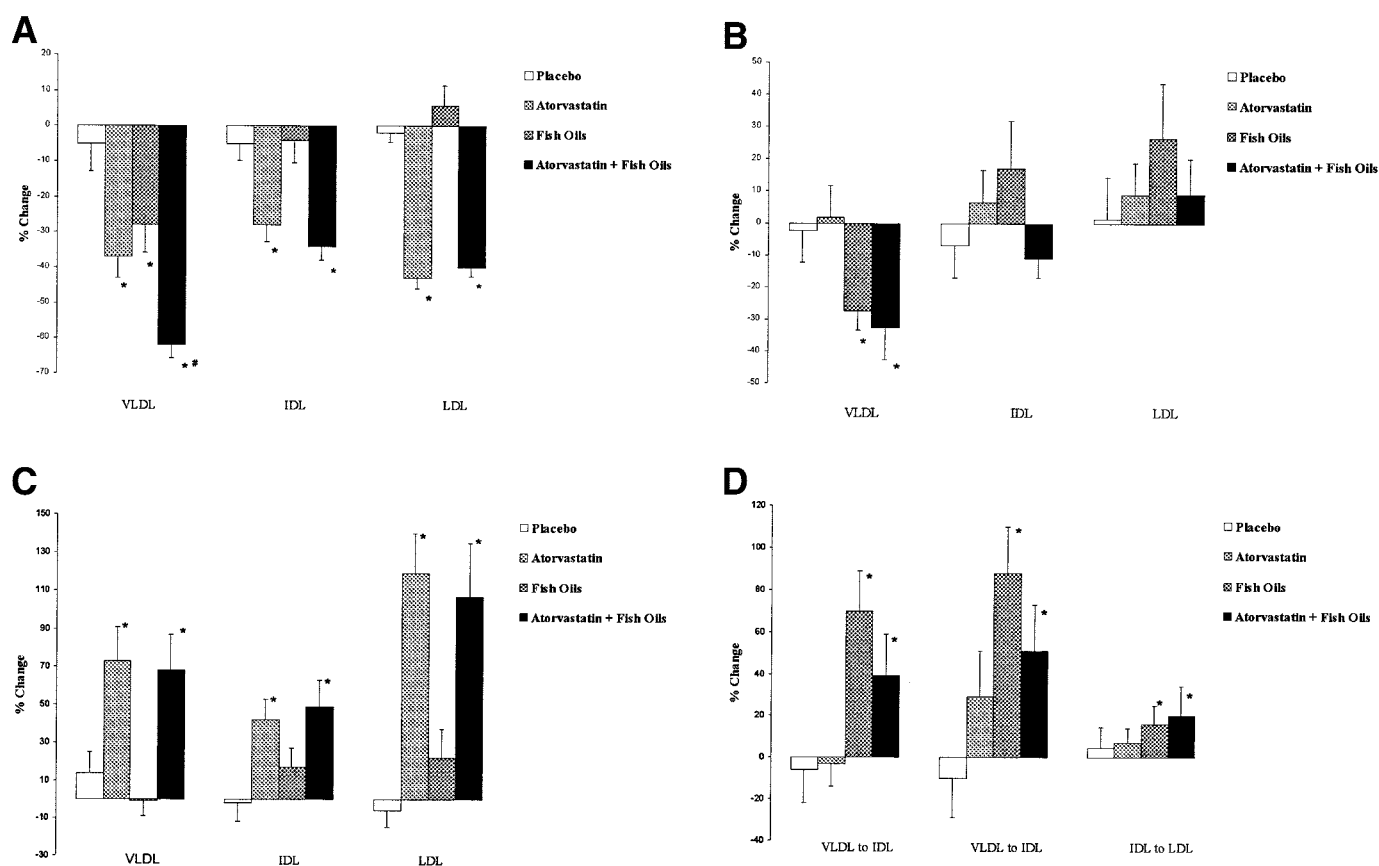 A
20
10
0
-10
-20
-30
-40
-50
-60
-70
% Change
* * * *#
* *
* *
VLDL IDL LDL
Placebo
Atorvastatin
Fish Oils
Atorvastatin + Fish Oils
B
50
40
30
20
10
0
-10
-20
-30
-40
-50
% Change
* *
VLDL IDL LDL
Placebo
Atorvastatin
Fish Oils
Atorvastatin + Fish Oils
C
150
130
110
90
70
50
30
10
-10
-30
% Change
* *
* *
* *
VLDL IDL LDL
Placebo
Atorvastatin
Fish Oils
Atorvastatin + Fish Oils
D
120
100
80
60
40
20
0
-20
-40
% Change
* *
* *
* *
VLDL to IDL VLDL to IDL IDL to LDL
Placebo
Atorvastatin
Fish Oils
Atorvastatin + Fish Oils